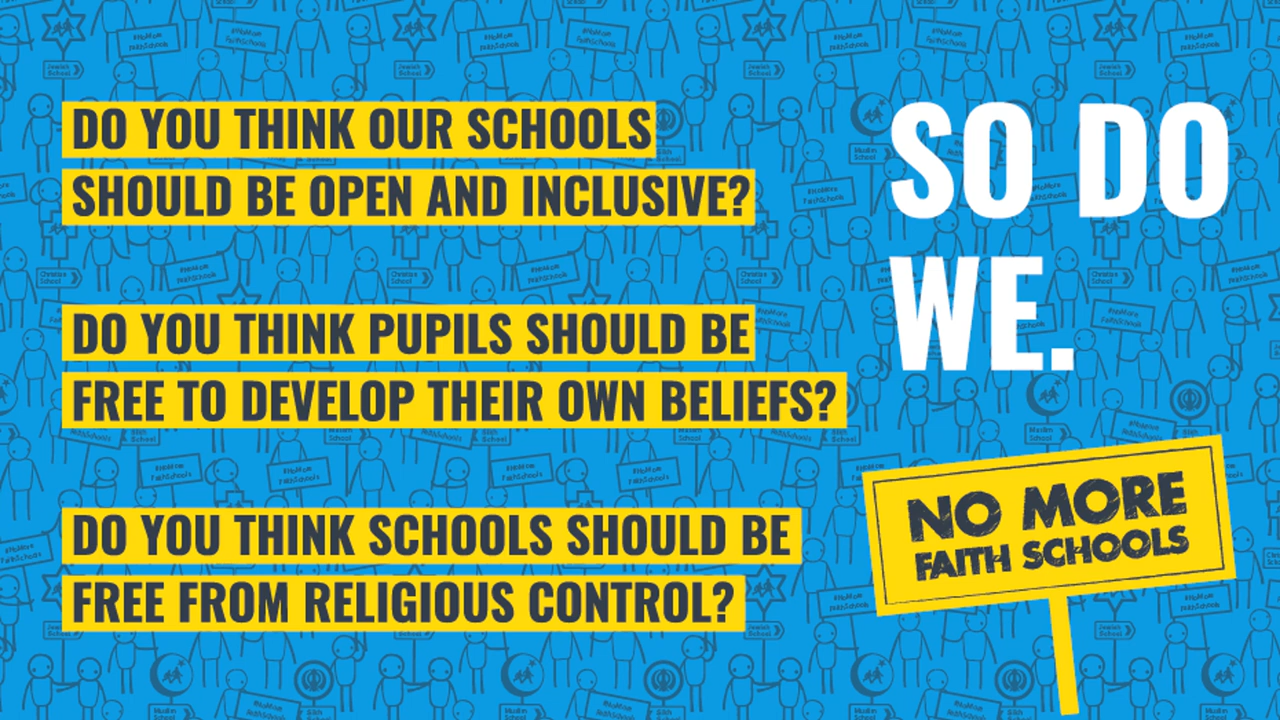 DO YOU THINK OUR SCHOOLS
SHOULD BE OPEN AND INCLUSIVE?
DO YOU THINK PUPILS SHOULD BE
FREE TO DEVELOP THEIR OWN BELIEFS?
DO YOU THINK SCHOOLS SHOULD BE
FREE FROM RELIGIOUS CONTROL?
SO DO
WE.
NO MORE
FAITH SCHOOLS